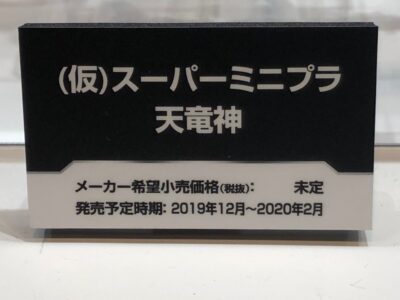 (仮)スーパーミニプラ
天竜神
メーカー希望小売価格(税抜)： 未定
発売予定時期：2019年12月～2020年2月